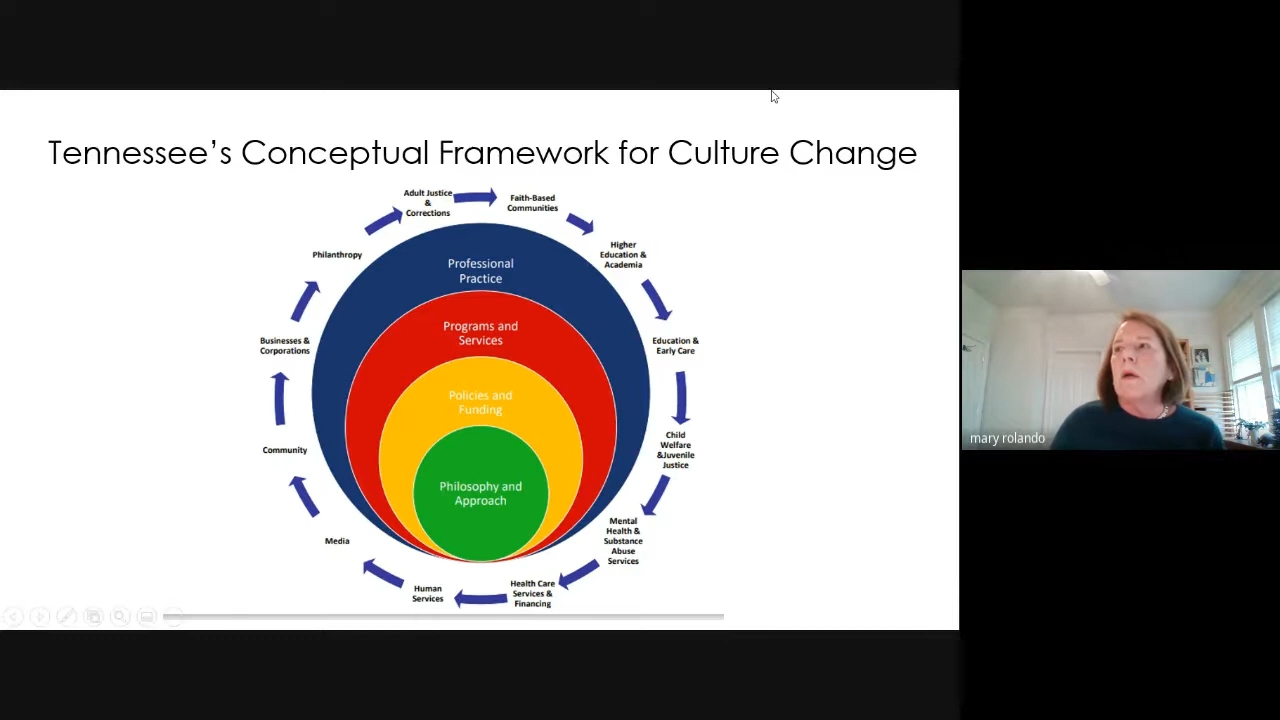 Tennessee’s Conceptual Framework for Culture Change
Adult Justice
&
Corrections
Faith-Based
Communities
Higher
Education &
Academia
Education &
Early Care
Child
Welfare
&Juvenile
Justice
Mental
Health &
Substance
Abuse
Services
Health Care
Services &
Financing
Human
Services
Media
Community
Businesses &
Corporations
Philanthropy
Professional
Practice
Programs and
Services
Policies and
Funding
Philosophy and
Approach
mary rolando